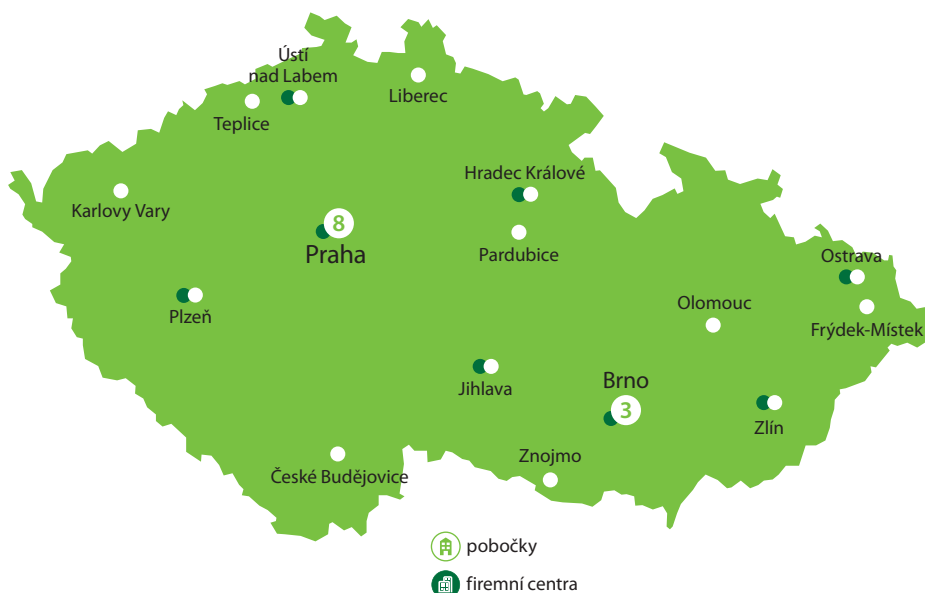 Ústí
nad Labem
Liberec
Teplice
Hradec Králové
Karlovy Vary
8
Praha
Pardubice
Ostrava
Olomouc
Plzeň
Frýdek-Místek
Jihlava
Brno
3
Zlín
Znojmo
České Budějovice
pobočky
firemní centra